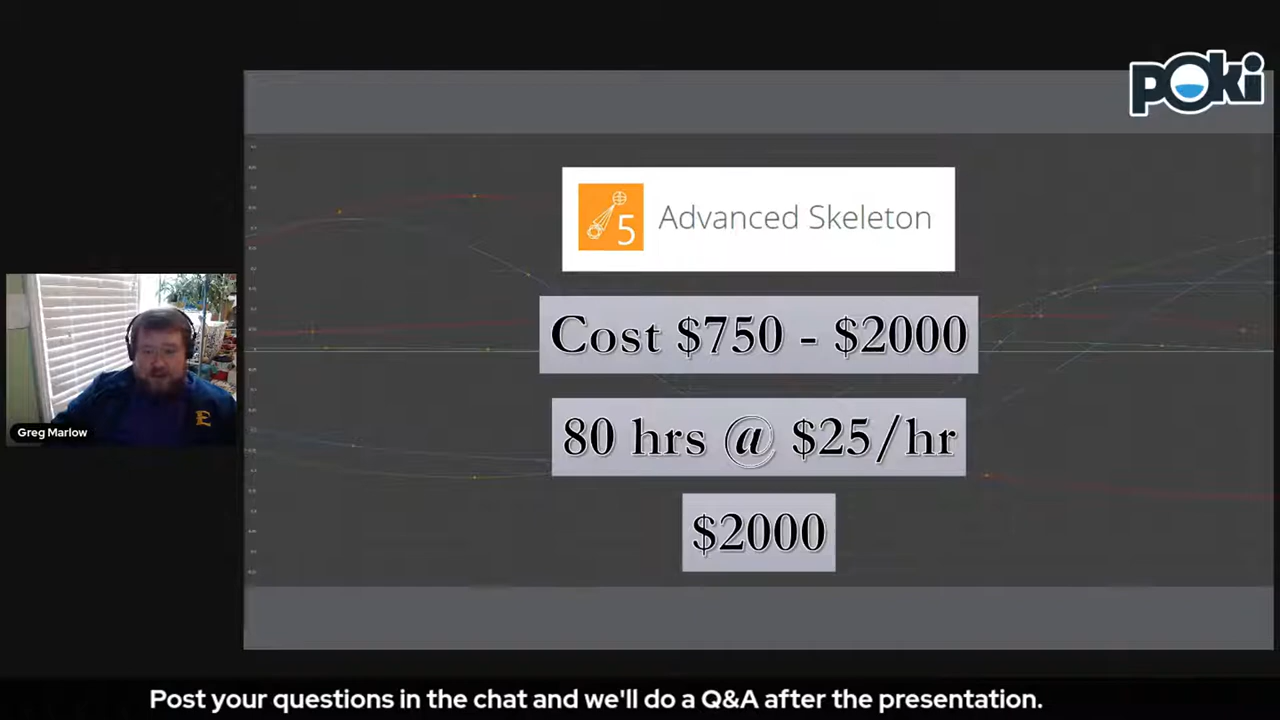 poki
5 Advanced Skeleton
Cost $750 - $2000
80 hrs @ $25/hr
$2000
Greg Marlow
Post your questions in the chat and we'll do a Q&A after the presentation.